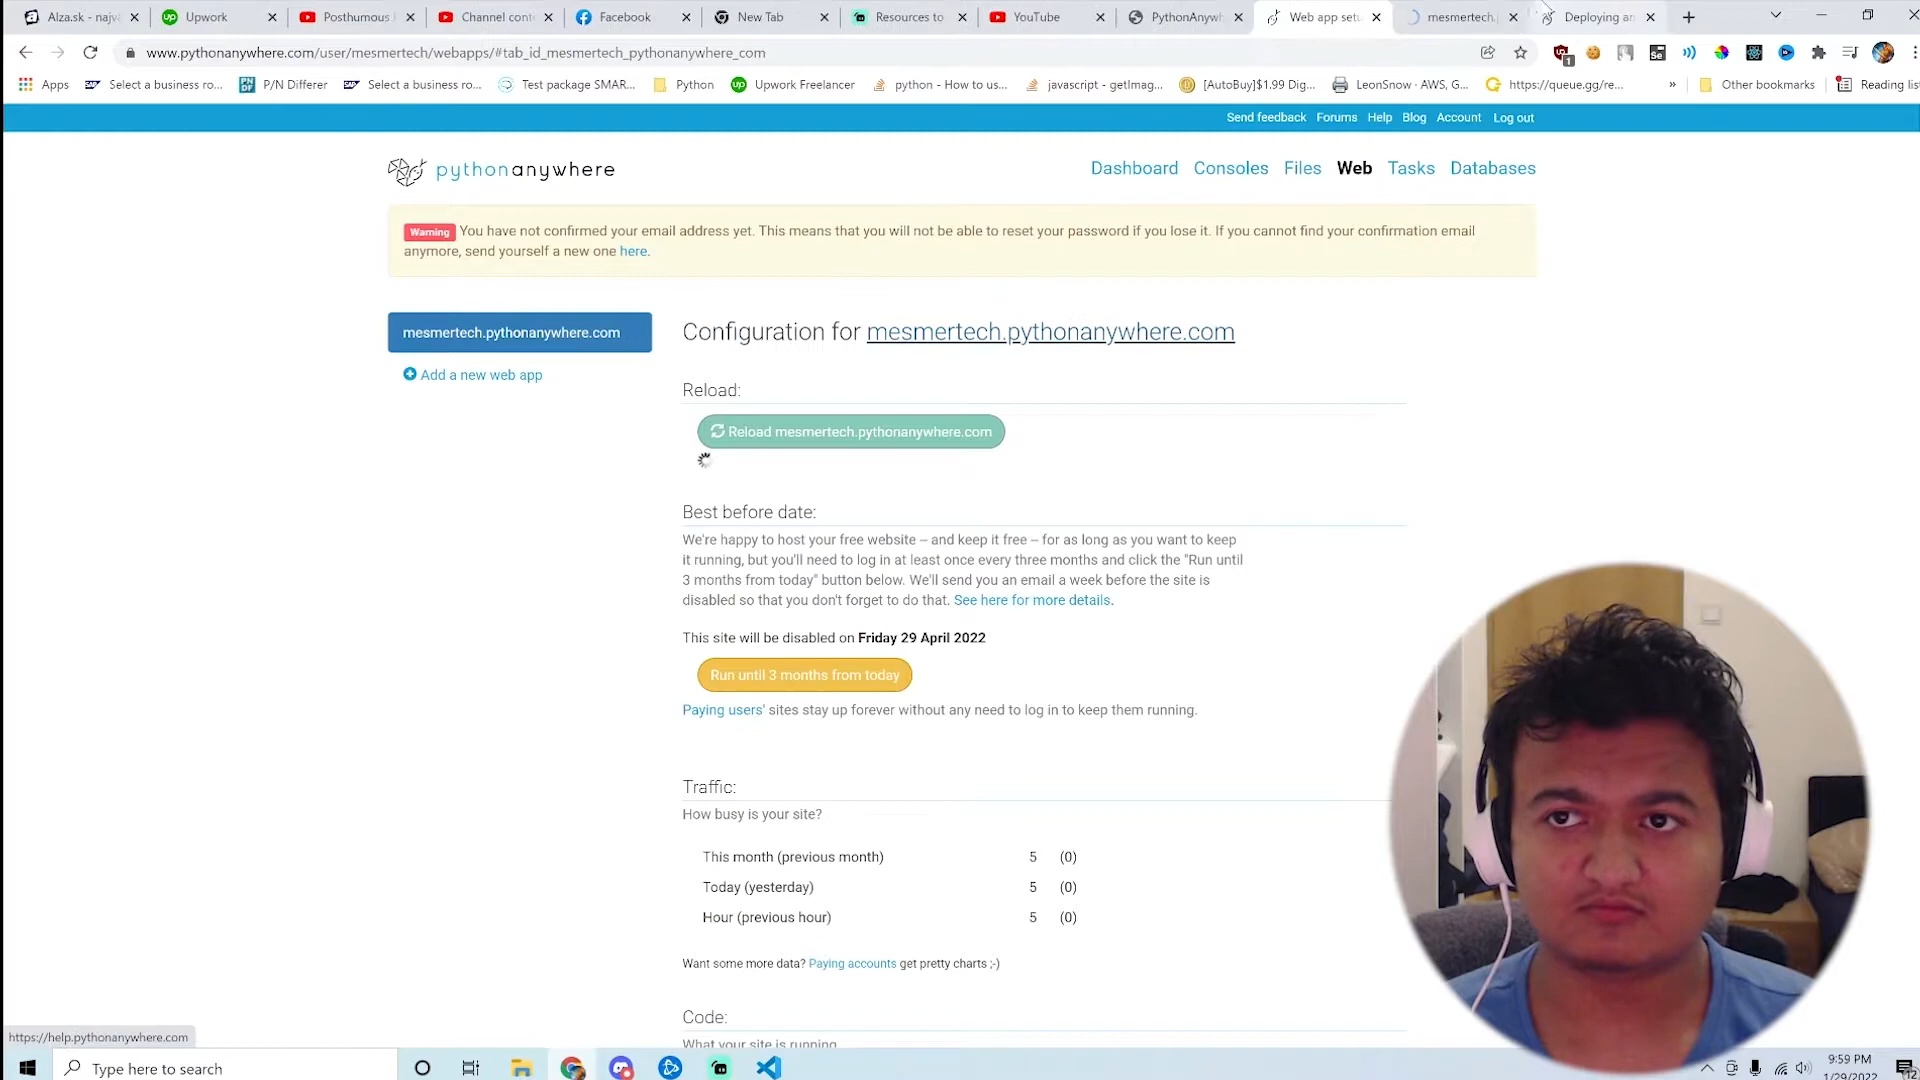 Alza.sk - najvä
Upwork
Posthumous
Channel cont
Facebook
New Tab
Resources to
YouTube
PythonAnywh
Web app setu
mesmertech.
Deploying an
www.pythonanywhere.com/user/mesmertech/webapps/#tab_id_mesmertech_pythonanywhere_com
Apps
Select a business ro...
P/N Differer
Select a business ro...
Test package SMAR...
Python
Upwork Freelancer
python - How to us...
javascript - getImag...
[AutoBuy]$1.99 Dig...
LeonSnow · AWS, G...
https://queue.gg/re...
»
Other bookmarks
Reading list
Send feedback
Forums
Help
Blog
Account
Log out
pythonanywhere
Dashboard
Consoles
Files
Web
Tasks
Databases
Warning You have not confirmed your email address yet. This means that you will not be able to reset your password if you lose it. If you cannot find your confirmation email
anymore, send yourself a new one here.
mesmertech.pythonanywhere.com
Add a new web app
Configuration for mesmertech.pythonanywhere.com
Reload:
Reload mesmertech.pythonanywhere.com
Best before date:
We're happy to host your free website – and keep it free – for as long as you want to keep
it running, but you'll need to log in at least once every three months and click the "Run until
3 months from today" button below. We'll send you an email a week before the site is
disabled so that you don't forget to do that. See here for more details.
This site will be disabled on Friday 29 April 2022
Run until 3 months from today
Paying users' sites stay up forever without any need to log in to keep them running.
Traffic:
How busy is your site?
This month (previous month) 5 (0)
Today (yesterday) 5 (0)
Hour (previous hour) 5 (0)
Want some more data? Paying accounts get pretty charts ;-)
Code:
What your site is running.
https://help.pythonanywhere.com
Type here to search
9:59 PM
1/29/2022
12